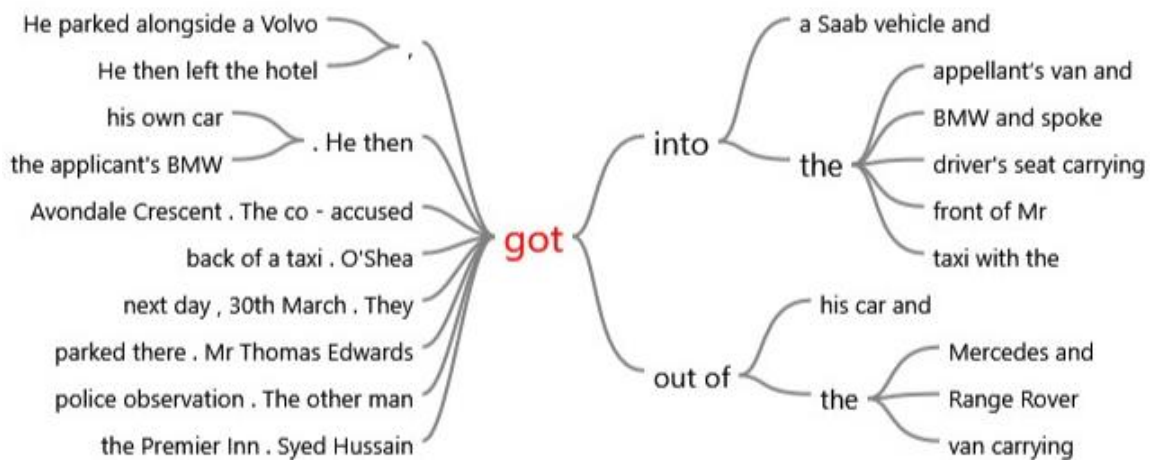 He parked alongside a Volvo
He then left the hotel
,
his own car
the applicant's BMW
. He then
Avondale Crescent . The co - accused
back of a taxi . O'Shea
next day , 30th March . They
parked there . Mr Thomas Edwards
police observation . The other man
the Premier Inn . Syed Hussain
got
into
a Saab vehicle and
the
appellant's van and
BMW and spoke
driver's seat carrying
front of Mr
taxi with the
out of
his car and
the
Mercedes and
Range Rover
van carrying